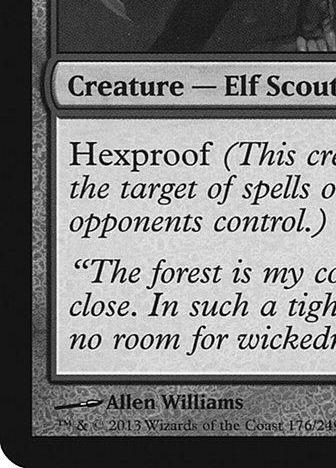 Creature — Elf Scout
Hexproof (This cre
the target of spells o
opponents control.)
“The forest is my co
close. In such a tigh
no room for wickedn
Allen Williams
™ & © 2013 Wizards of the Coast 176/249